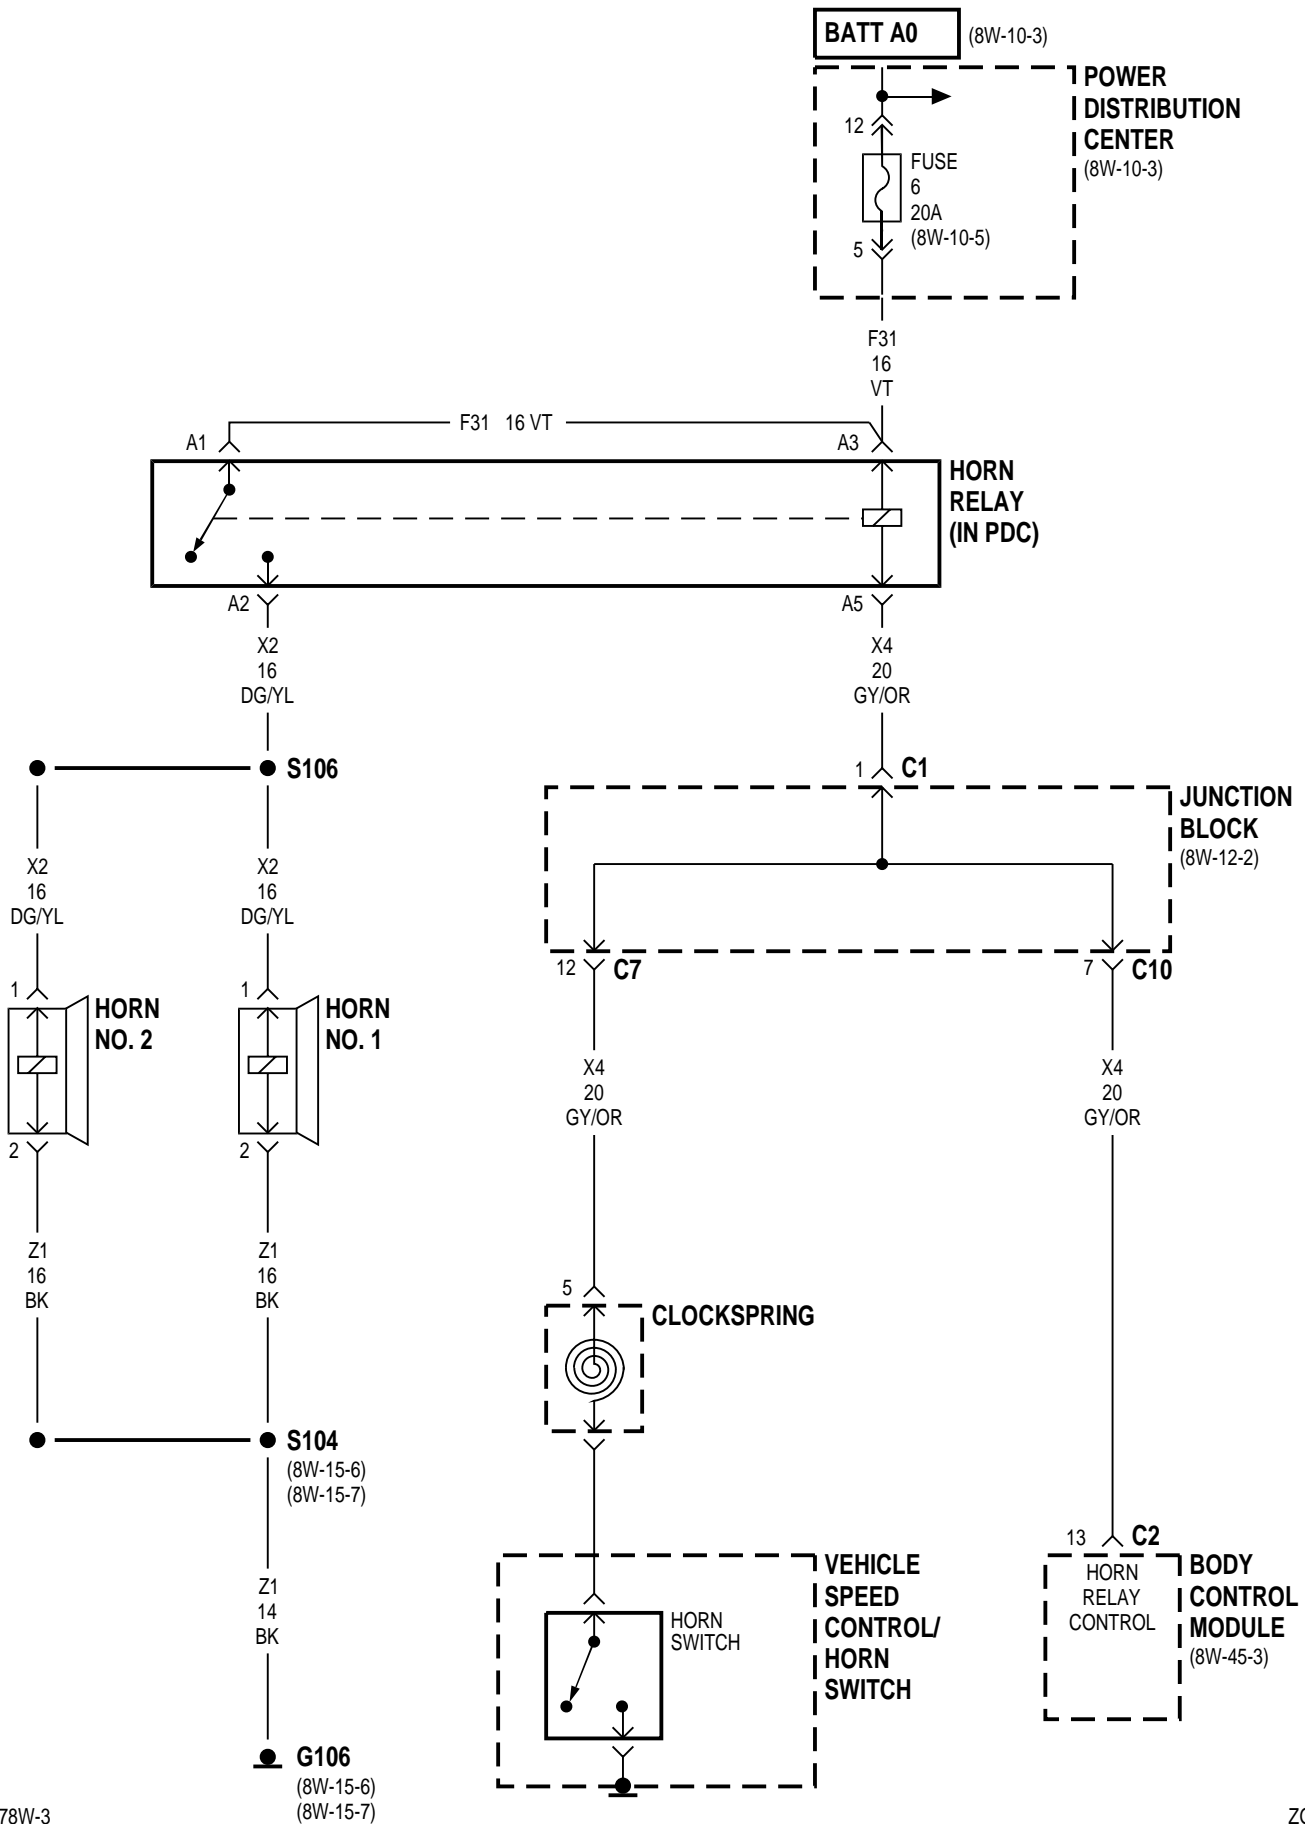 BATT A0
(8W-10-3)
POWER
DISTRIBUTION
CENTER
(8W-10-3)
12
FUSE
6
20A
(8W-10-5)
5
F31
16
VT
F31 16 VT
A1
A3
HORN
RELAY
(IN PDC)
A2
A5
X2
16
DG/YL
X4
20
GY/OR
S106
1
C1
JUNCTION
BLOCK
(8W-12-2)
X2
16
DG/YL
X2
16
DG/YL
12
C7
7
C10
1
HORN
NO. 2
1
HORN
NO. 1
X4
20
GY/OR
X4
20
GY/OR
2
2
Z1
16
BK
Z1
16
BK
5
CLOCKSPRING
S104
(8W-15-6)
(8W-15-7)
13
C2
HORN
RELAY
CONTROL
BODY
CONTROL
MODULE
(8W-45-3)
VEHICLE
SPEED
CONTROL/
HORN
SWITCH
HORN
SWITCH
Z1
14
BK
G106
(8W-15-6)
(8W-15-7)
78W-3